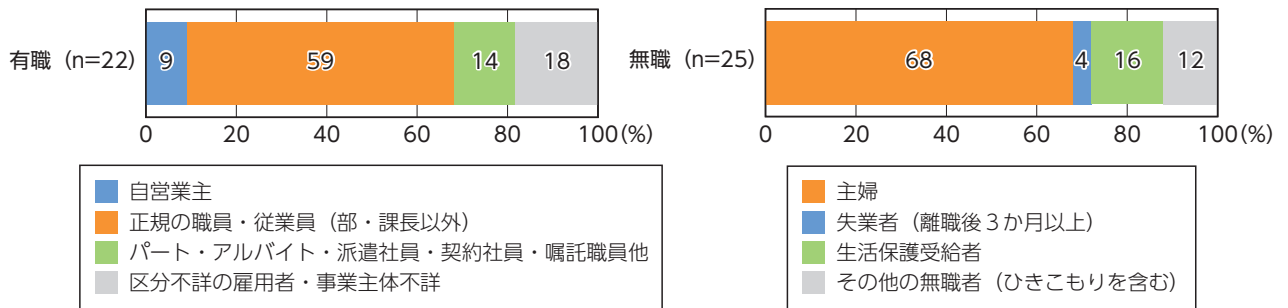 有職（n=22）
9
59
14
18
0
20
40
60
80
100(%)
自営業主
正規の職員・従業員（部・課長以外）
パート・アルバイト・派遣社員・契約社員・嘱託職員他
区分不詳の雇用者・事業主体不詳
無職（n=25）
68
4
16
12
0
20
40
60
80
100(%)
主婦
失業者（離職後３か月以上）
生活保護受給者
その他の無職者（ひきこもりを含む）